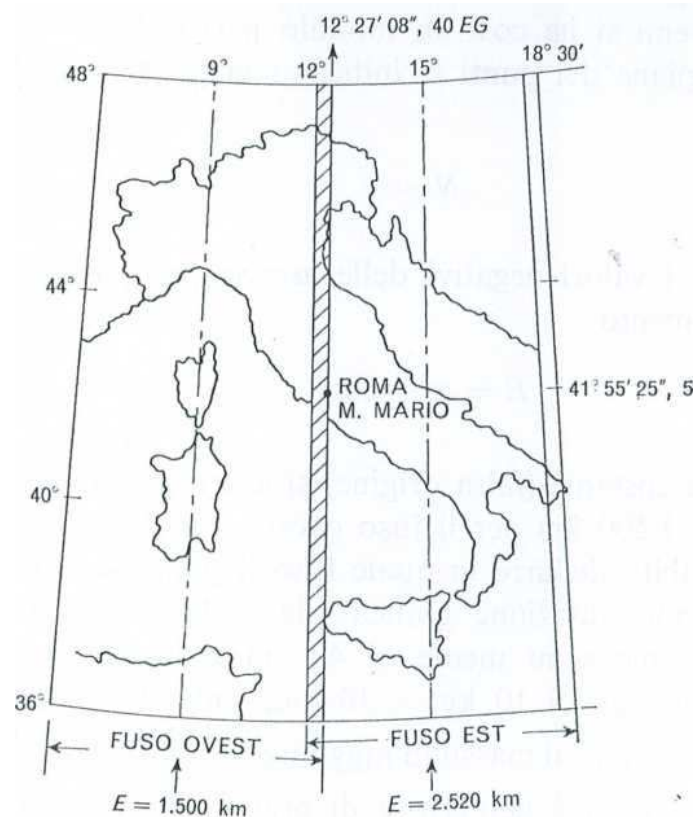 12° 27' 08", 40 EG
48° 9° 12° 15° 18° 30'
44°
ROMA
M. MARIO
41° 55' 25", 5
40°
36°
FUSO OVEST FUSO EST
E = 1.500 km E = 2.520 km